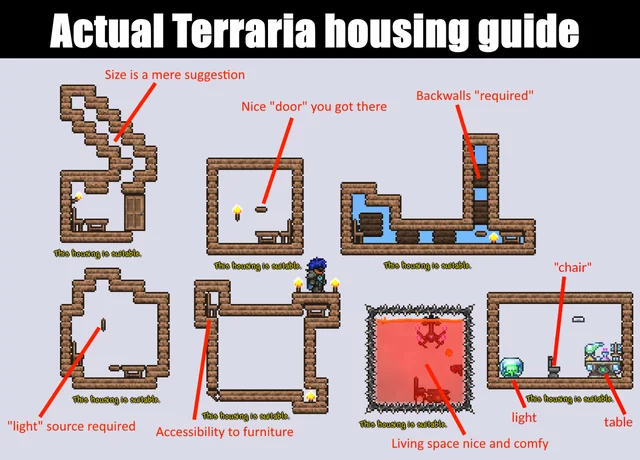 Actual Terraria housing guide
Size is a mere suggestion
Nice "door" you got there
Backwalls "required"
This housing is suitable.
This housing is suitable.
This housing is suitable.
"chair"
This housing is suitable.
This housing is suitable.
This housing is suitable.
This housing is suitable.
"light" source required
Accessibility to furniture
light
table
Living space nice and comfy